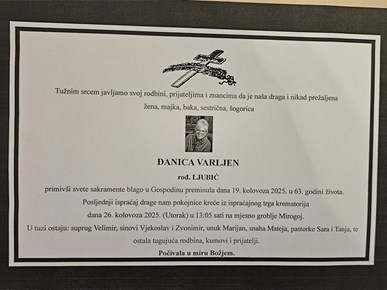 Tužnim srcem javljamo svoj rodbini, prijateljima i znancima da je naša draga i nikad prežaljena
žena, majka, baka, sestrična, šogorica
DANICA VARLJEN
rođ. LJUBIĆ
primivši svete sakramente blago u Gospodinu preminula dana 19. kolovoza 2025. u 63. godini života.
Posljednji ispraćaj drage nam pokojnice kreće iz ispraćajnog trga krematorija
dana 26. kolovoza 2025. (Utorak) u 13:05 sati na mjesno groblje Mirogoj.
U tuzi ostaju: suprug Velimir, sinovi Vjekoslav i Zvonimir, unuk Marijan, snaha Mateja, pastorke Sara i Tanja, te
ostala tugujuća rodbina, kumovi i prijatelji.
Počivala u miru Božjem.